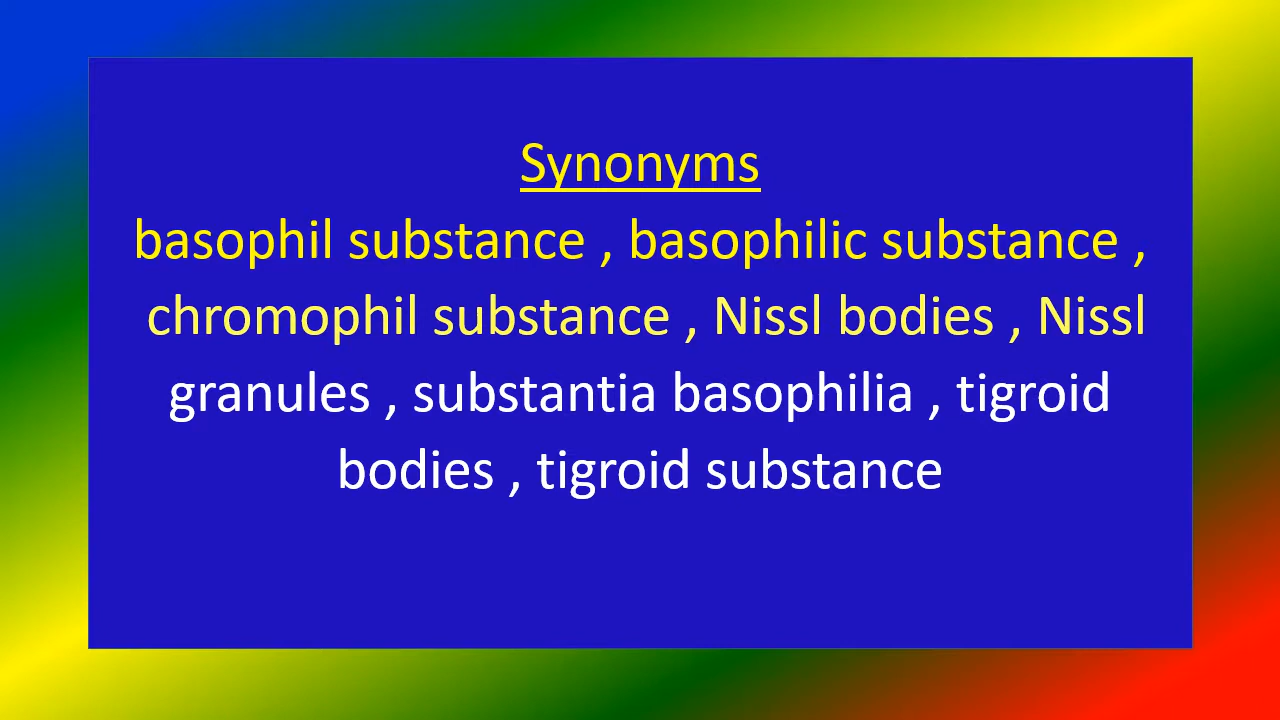 Synonyms
basophil substance , basophilic substance ,
chromophil substance , Nissl bodies , Nissl
granules , substantia basophilia , tigroid
bodies , tigroid substance